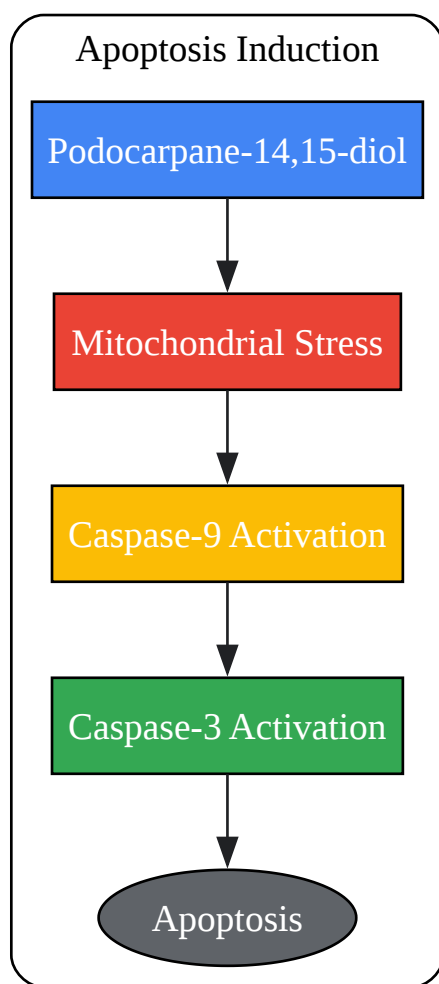 Apoptosis Induction
Podocarpane-14,15-diol
Mitochondrial Stress
Caspase-9 Activation
Caspase-3 Activation
Apoptosis